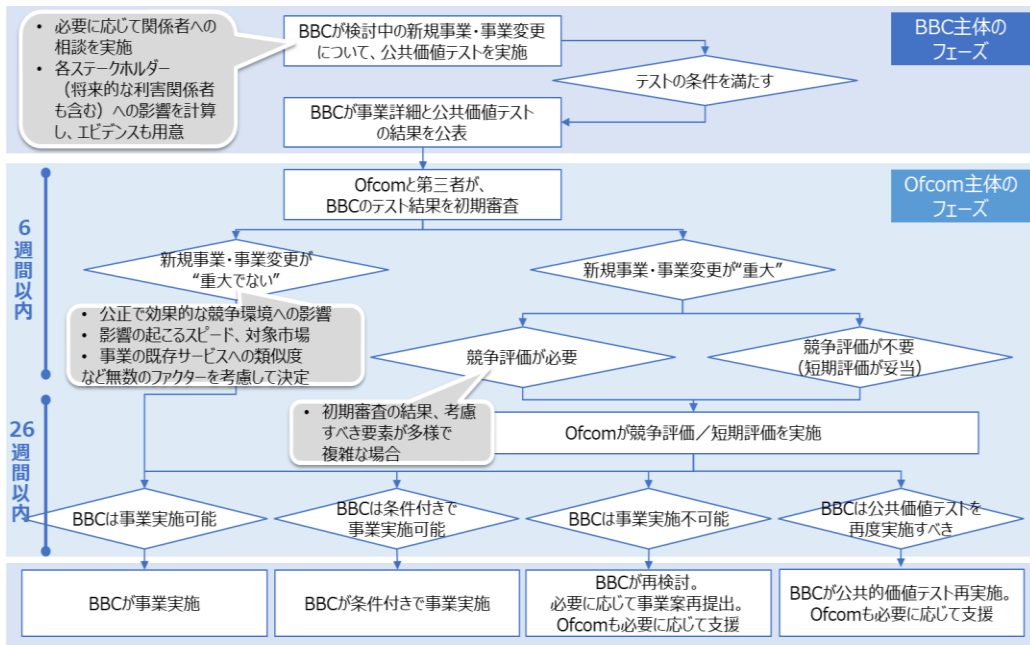 • 必要に応じて関係者への
相談を実施
• 各ステークホルダー
（将来的な利害関係者
も含む）への影響を計算
し、エビデンスも用意
BBCが検討中の新規事業・事業変更
について、公共価値テストを実施
BBC主体の
フェーズ
テストの条件を満たす
BBCが事業詳細と公共価値テスト
の結果を公表
Ofcomと第三者が、
BBCのテスト結果を初期審査
Ofcom主体の
フェーズ
6週間以内
新規事業・事業変更が
“重大でない”
新規事業・事業変更が“重大”
• 公正で効果的な競争環境への影響
• 影響の起こるスピード、対象市場
• 事業の既存サービスへの類似度
など無数のファクターを考慮して決定
競争評価が必要
競争評価が不要
(短期評価が妥当)
26週間以内
• 初期審査の結果、考慮
すべき要素が多様で
複雑な場合
Ofcomが競争評価／短期評価を実施
BBCは事業実施可能
BBCは条件付きで
事業実施可能
BBCは事業実施不可能
BBCは公共価値テストを
再度実施すべき
BBCが事業実施
BBCが条件付きで事業実施
BBCが再検討。
必要に応じて事業案再提出。
Ofcomも必要に応じて支援
BBCが公共的価値テスト再実施。
Ofcomも必要に応じて支援